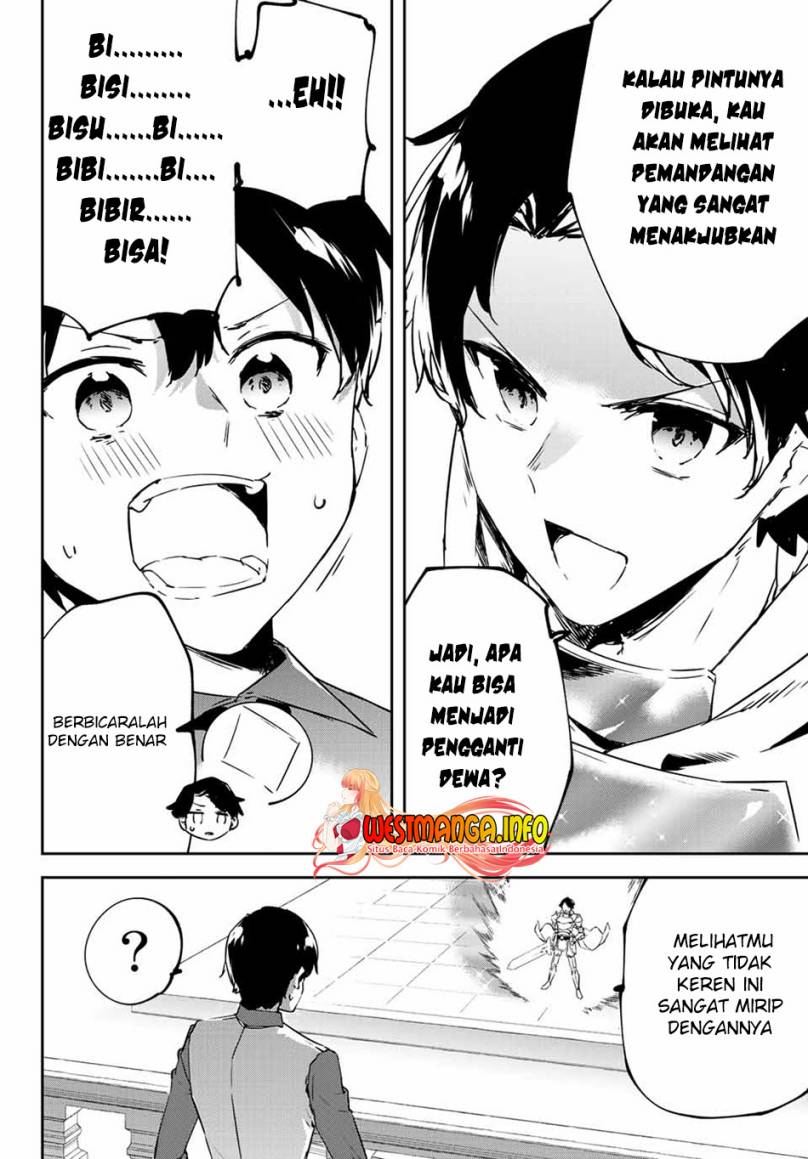 KALAU PINTUNYA
DIBUKA, KAU
AKAN MELIHAT
PEMANDANGAN
YANG SANGAT
MENAKJUBKAN
JADI, APA
KAU BISA
MENJADI
PENGGANTI
DEWA?
...EH!!
BI.........
BISI.........
BISU......BI......
BIBI.......BI....
BIBIR......
BISA!
BERBICARALAH
DENGAN BENAR
WESTMANGA.INFO
Situs Baca Komik Berbahasa Indonesia
MELIHATMU
YANG TIDAK
KEREN INI
SANGAT MIRIP
DENGANNYA
?